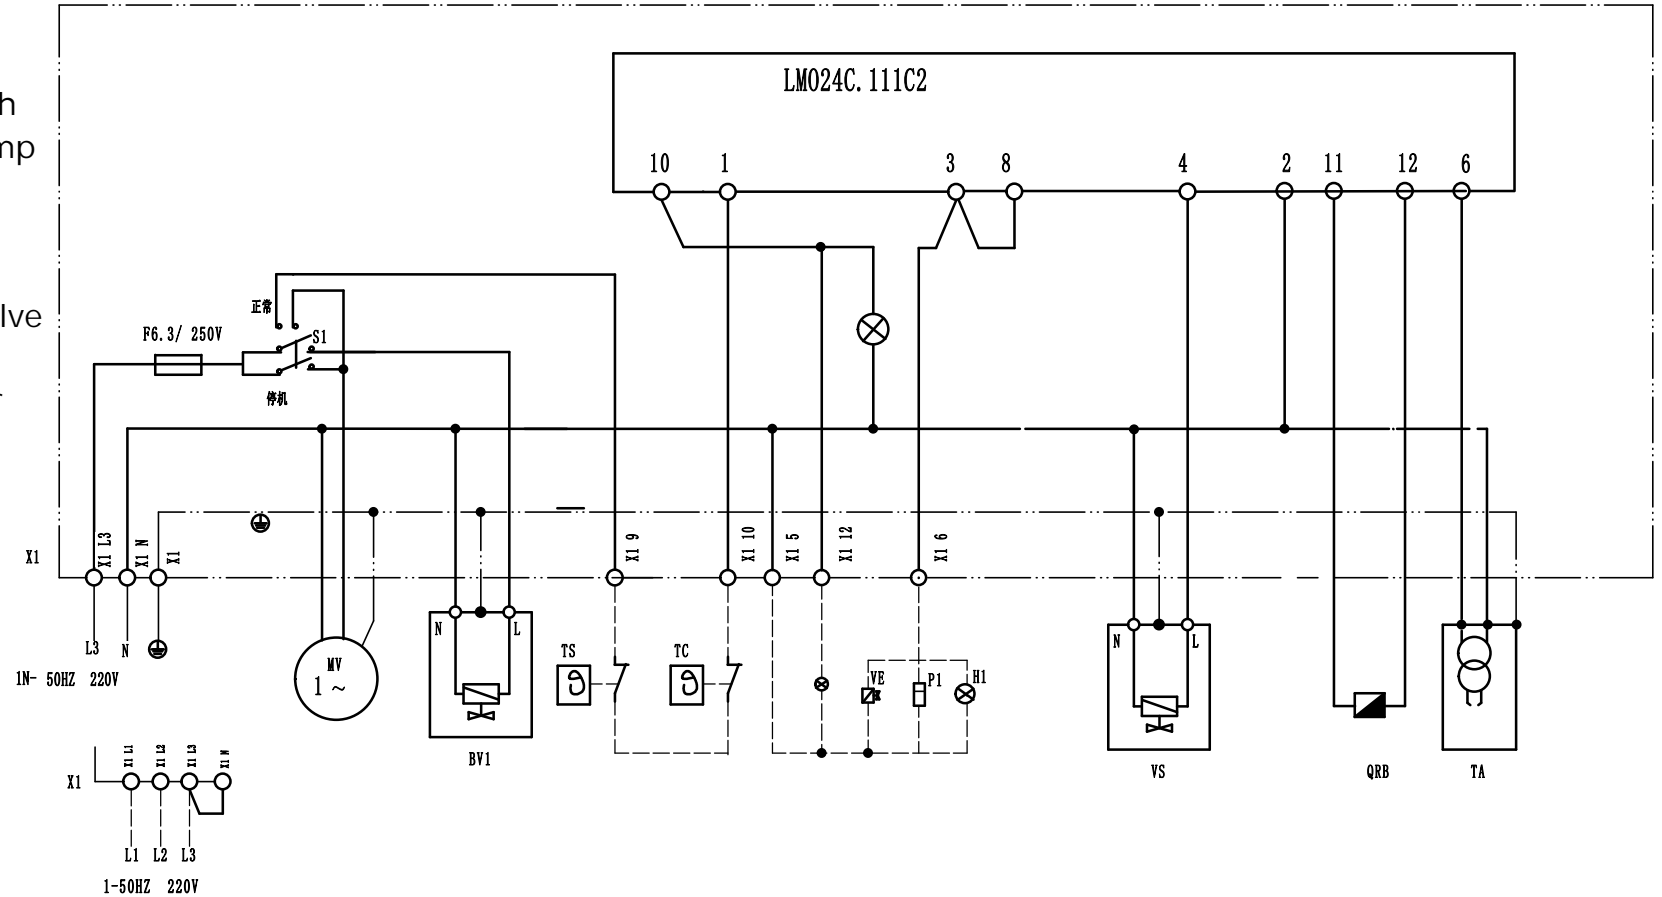 LMO24C.111C2
h
mp
10 1 3 8 4 2 11 12 6
lve
正常
F6.3/ 250V
S1
停机
X1
X1 L3
X1 N
X1
X1 9
X1 10
X1 5
X1 12
X1 6
L3 N
1N- 50HZ 220V
MV
1 ~
N L
BV1
TS
TC
VE
P1
H1
N L
VS
QRB
TA
X1
X1 L1
X1 L2
X1 L3
X1 N
L1 L2 L3
1-50HZ 220V